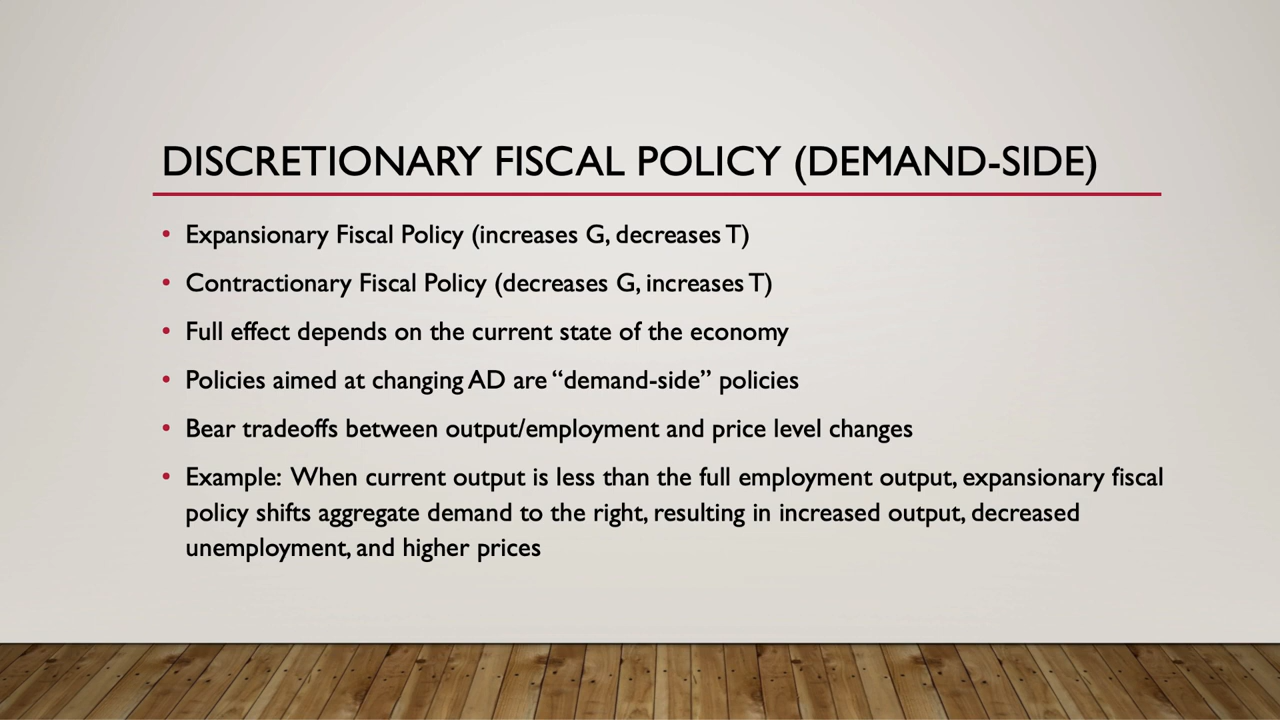 DISCRETIONARY FISCAL POLICY (DEMAND-SIDE)
• Expansionary Fiscal Policy (increases G, decreases T)
• Contractionary Fiscal Policy (decreases G, increases T)
• Full effect depends on the current state of the economy
• Policies aimed at changing AD are “demand-side” policies
• Bear tradeoffs between output/employment and price level changes
• Example: When current output is less than the full employment output, expansionary fiscal
policy shifts aggregate demand to the right, resulting in increased output, decreased
unemployment, and higher prices